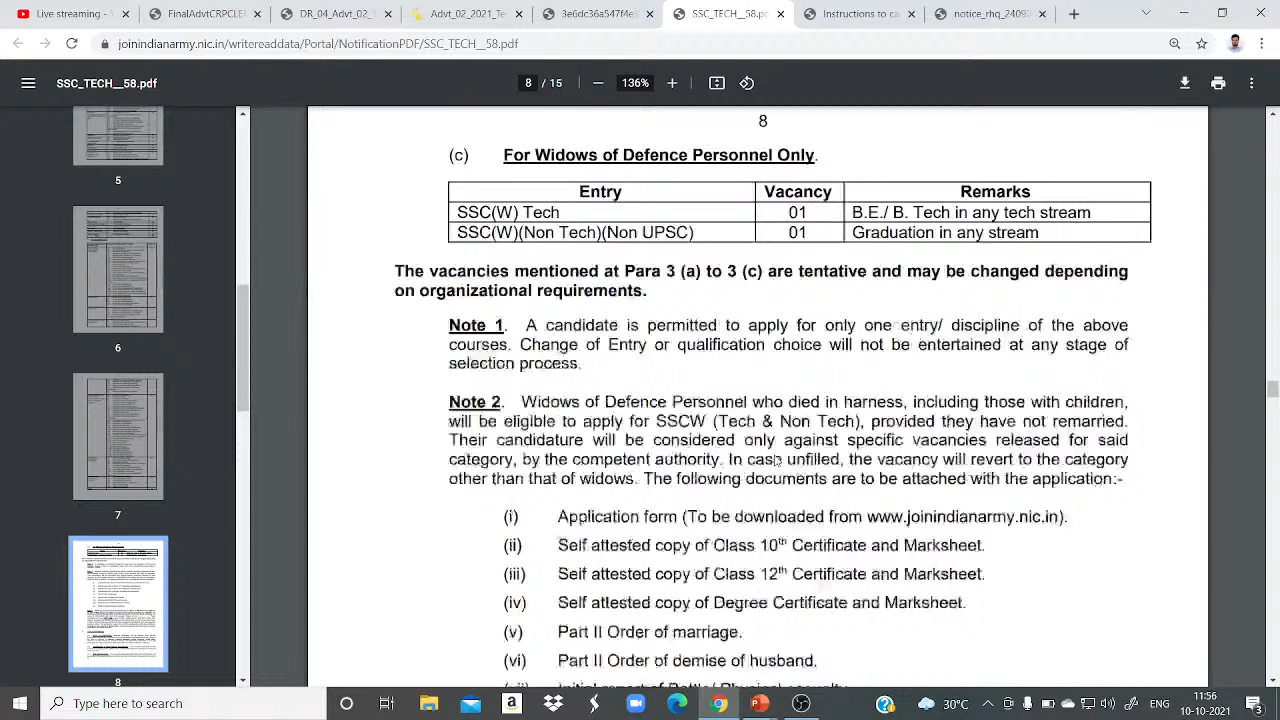 Live streaming -
FinalAdvtCRPCLE
DR_04_Advt_02_1
Advt_02_2021_Te
3e6dc36a547f4e5
SSC_TECH__58.p
Instructions to ca
notice_rhq_24092
joinindianarmy.nic.in/writereaddata/Portal/NotificationPDF/SSC_TECH__58.pdf
SSC_TECH__58.pdf
8 / 15
136%
5
6
7
8
8
(c) For Widows of Defence Personnel Only.
Entry Vacancy Remarks
SSC(W) Tech 01 B.E./ B. Tech in any tech stream
SSC(W)(Non Tech)(Non UPSC) 01 Graduation in any stream
The vacancies mentioned at Para 3 (a) to 3 (c) are tentative and may be changed depending
on organizational requirements.
Note 1. A candidate is permitted to apply for only one entry/ discipline of the above
courses. Change of Entry or qualification choice will not be entertained at any stage of
selection process.
Note 2. Widows of Defence Personnel who died in harness, including those with children,
will be eligible to apply for SSCW (Tech & Non Tech), provided they have not remarried.
Their candidature will be considered only against specific vacancies released for said
category, by the competent authority. In case unfilled, the vacancy will revert to the category
other than that of widows. The following documents are to be attached with the application:-
(i) Application form (To be downloaded from www.joinindianarmy.nic.in).
(ii) Self attested copy of Class 10th Certificate and Marksheet.
(iii) Self attested copy of Class 12th Certificate and Marksheet.
(iv) Self attested copy of Degree Certificate and Marksheet.
(v) Part II Order of marriage.
(vi) Part II Order of demise of husband.
Type here to search
30°C
ENG
11:56
10-10-2021